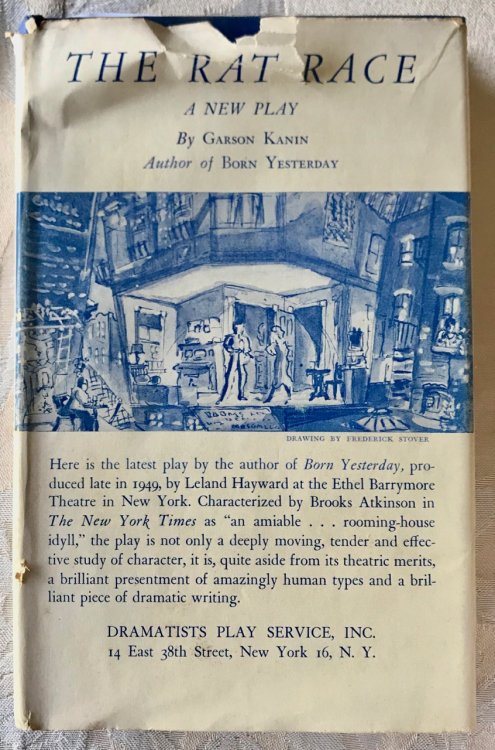 THE RAT RACE
A NEW PLAY
By GARSON KANIN
Author of BORN YESTERDAY
DRAWING BY FREDERICK STOVER
Here is the latest play by the author of Born Yesterday, pro-
duced late in 1949, by Leland Hayward at the Ethel Barrymore
Theatre in New York. Characterized by Brooks Atkinson in
The New York Times as "an amiable . . . rooming-house
idyll," the play is not only a deeply moving, tender and effec-
tive study of character, it is, quite aside from its theatric merits,
a brilliant presentment of amazingly human types and a bril-
liant piece of dramatic writing.
DRAMATISTS PLAY SERVICE, INC.
14 East 38th Street, New York 16, N. Y.